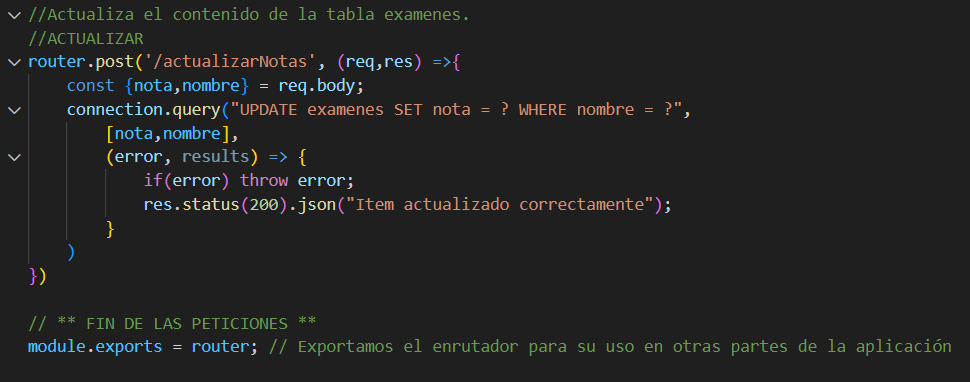 //Actualiza el contenido de la tabla examenes.
//ACTUALIZAR
router.post('/actualizarNotas', (req,res) =>{
    const {nota,nombre} = req.body;
    connection.query("UPDATE examenes SET nota = ? WHERE nombre = ?",
        [nota,nombre],
        (error, results) => {
            if(error) throw error;
            res.status(200).json("Item actualizado correctamente");
        }
    )
})

// ** FIN DE LAS PETICIONES **
module.exports = router; // Exportamos el enrutador para su uso en otras partes de la aplicación